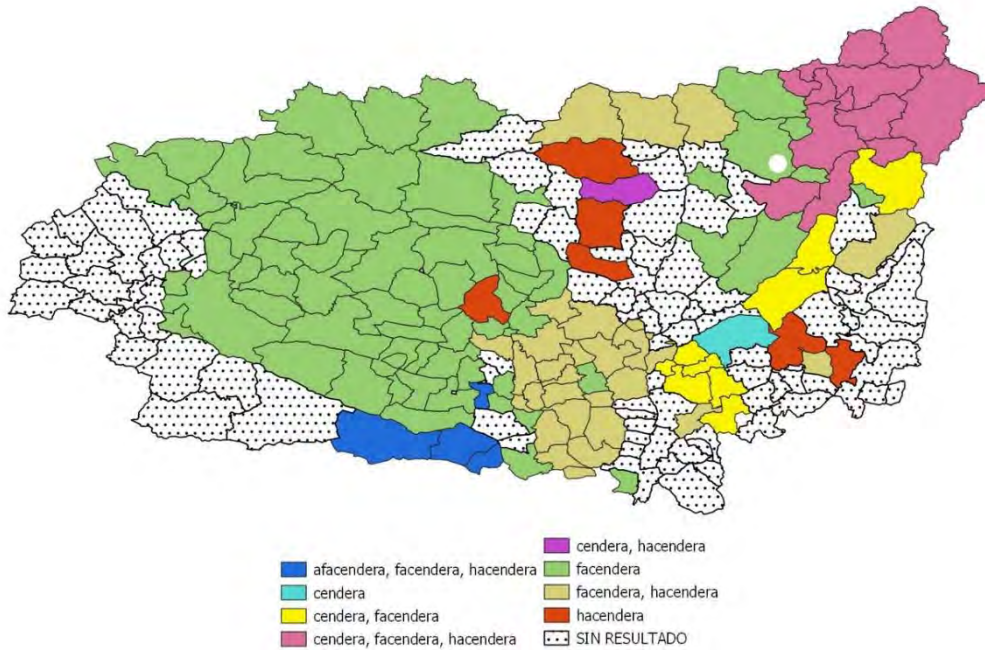 afacendera, facendera, hacendera
cendera
cendera, facendera
cendera, facendera, hacendera
cendera, hacendera
facendera
facendera, hacendera
hacendera
SIN RESULTADO